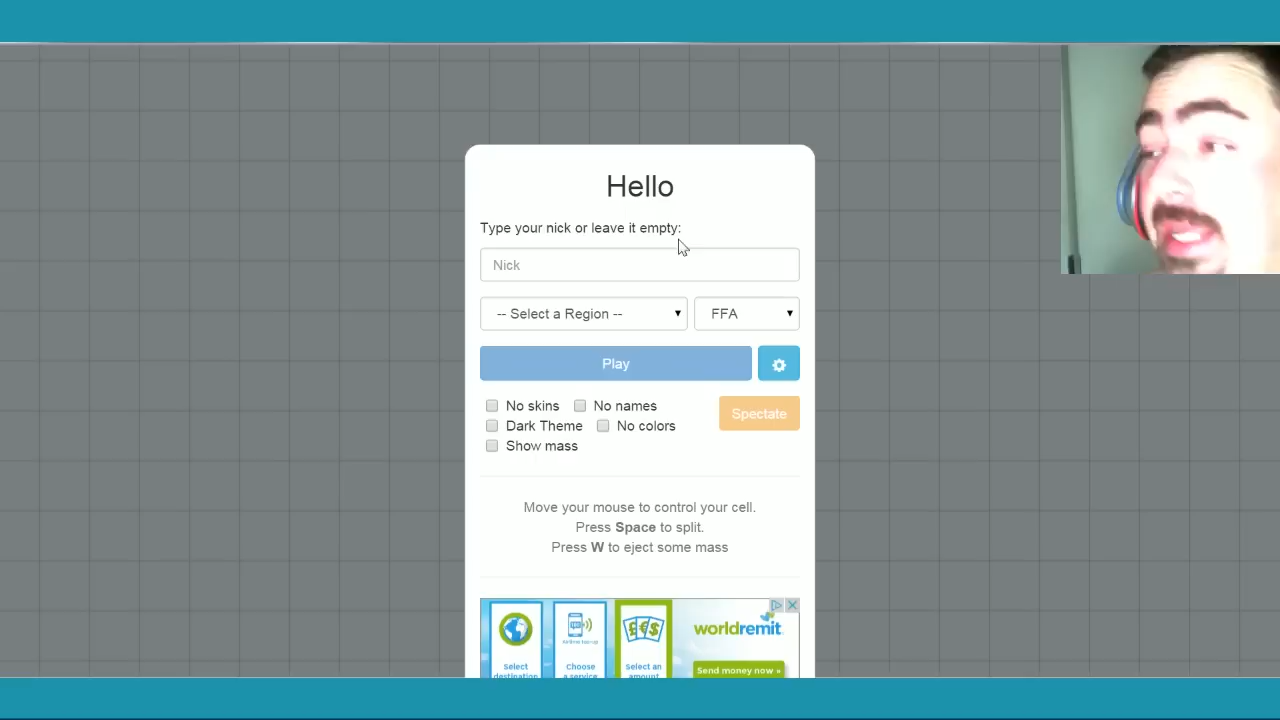 Hello
Type your nick or leave it empty:
Nick
-- Select a Region --
FFA
Play
No skins
No names
Spectate
Dark Theme
No colors
Show mass
Move your mouse to control your cell.
Press Space to split.
Press W to eject some mass
worldremit
Select
destination
Choose
a service
Select an
amount
Send money now »